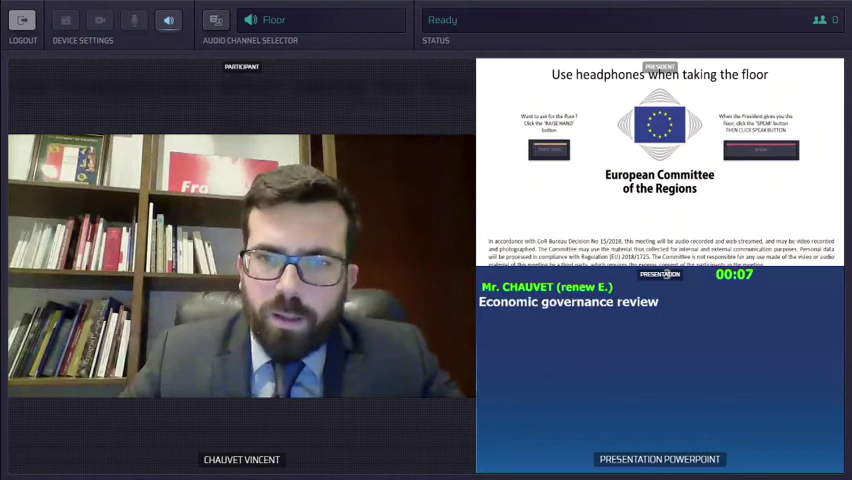 LOGOUT
DEVICE SETTINGS
Floor
AUDIO CHANNEL SELECTOR
Ready
0
STATUS
PARTICIPANT
PRESIDENT
Use headphones when taking the floor
Want to ask for the floor?
Click the 'RAISE HAND'
button
When the President gives you the
floor, click the 'SPEAK' button
THEN CLICK SPEAK BUTTON
SPEAK
European Committee
of the Regions
In accordance with CoR Bureau Decision No 15/2018, this meeting will be audio recorded and web streamed, and may be video recorded
and photographed. The Committee may use the material thus collected for internal and external communication purposes. Personal data
will be processed in compliance with Regulation (EU) 2018/1725. The Committee is not responsible for any use made of the video or audio
PRESENTATION
00:07
Mr. CHAUVET (renew E.)
Economic governance review
CHAUVET VINCENT
PRESENTATION POWERPOINT